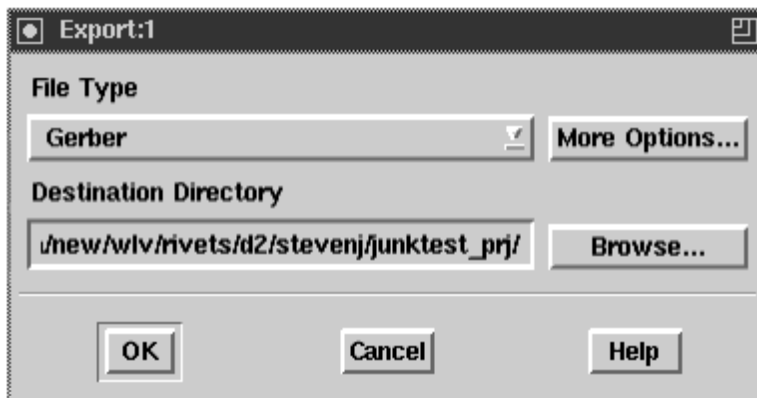 Export:1
File Type
Gerber
More Options...
Destination Directory
/new/wlv/rivets/d2/stevenj/junktest_prj/
Browse...
OK
Cancel
Help